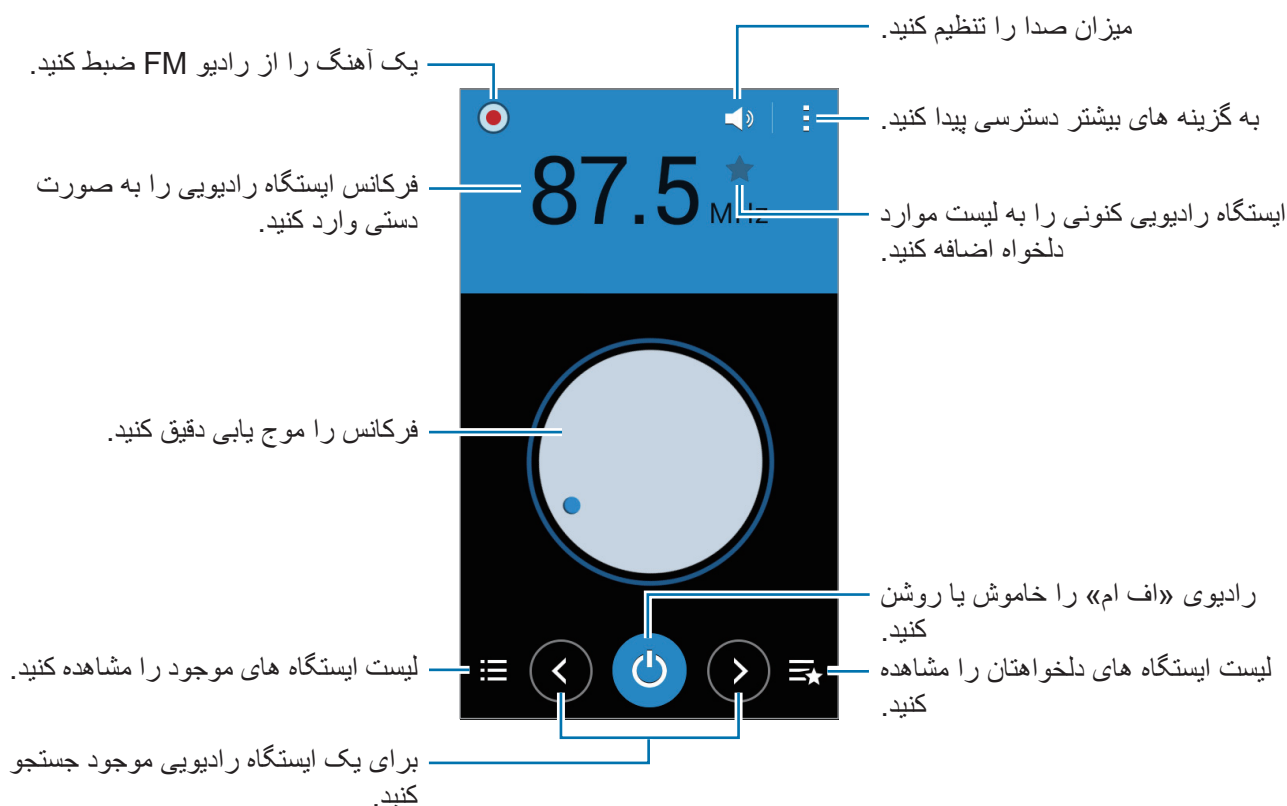 میزان صدا را تنظیم کنید.
یک آهنگ را از رادیو FM ضبط کنید.
به گزینه های بیشتر دسترسی پیدا کنید.
فرکانس ایستگاه رادیویی را به صورت
دستی وارد کنید.
87.5 MHz
ایستگاه رادیویی کنونی را به لیست موارد
دلخواه اضافه کنید.
فرکانس را موج یابی دقیق کنید.
رادیوی «اف ام» را خاموش یا روشن
کنید.
لیست ایستگاه های موجود را مشاهده کنید.
لیست ایستگاه های دلخواهتان را مشاهده
کنید.
برای یک ایستگاه رادیویی موجود جستجو
کنید.